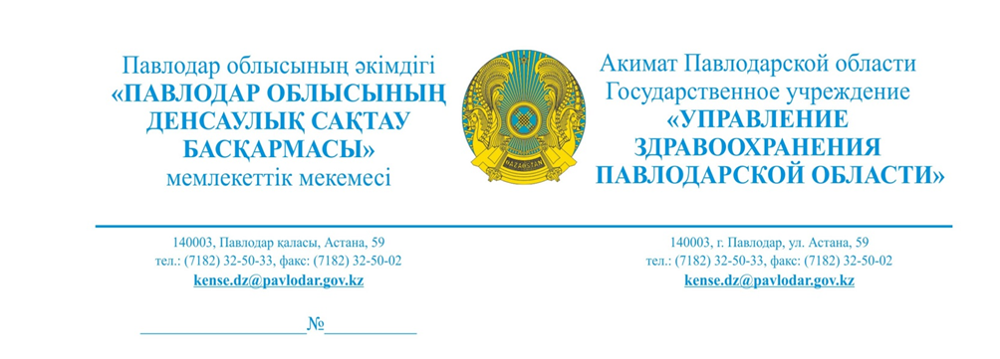 Павлодар облысының әкімдігі
«ПАВЛОДАР ОБЛЫСЫНЫҢ
ДЕНСАУЛЫҚ САҚТАУ
БАСҚАРМАСЫ»
мемлекеттік мекемесі
QAZAQSTAN
Акимат Павлодарской области
Государственное учреждение
«УПРАВЛЕНИЕ
ЗДРАВООХРАНЕНИЯ
ПАВЛОДАРСКОЙ ОБЛАСТИ»
140003, Павлодар қаласы, Астана, 59
тел.: (7182) 32-50-33, факс: (7182) 32-50-02
kense.dz@pavlodar.gov.kz
140003, г. Павлодар, ул. Астана, 59
тел.: (7182) 32-50-33, факс: (7182) 32-50-02
kense.dz@pavlodar.gov.kz
__________________№__________